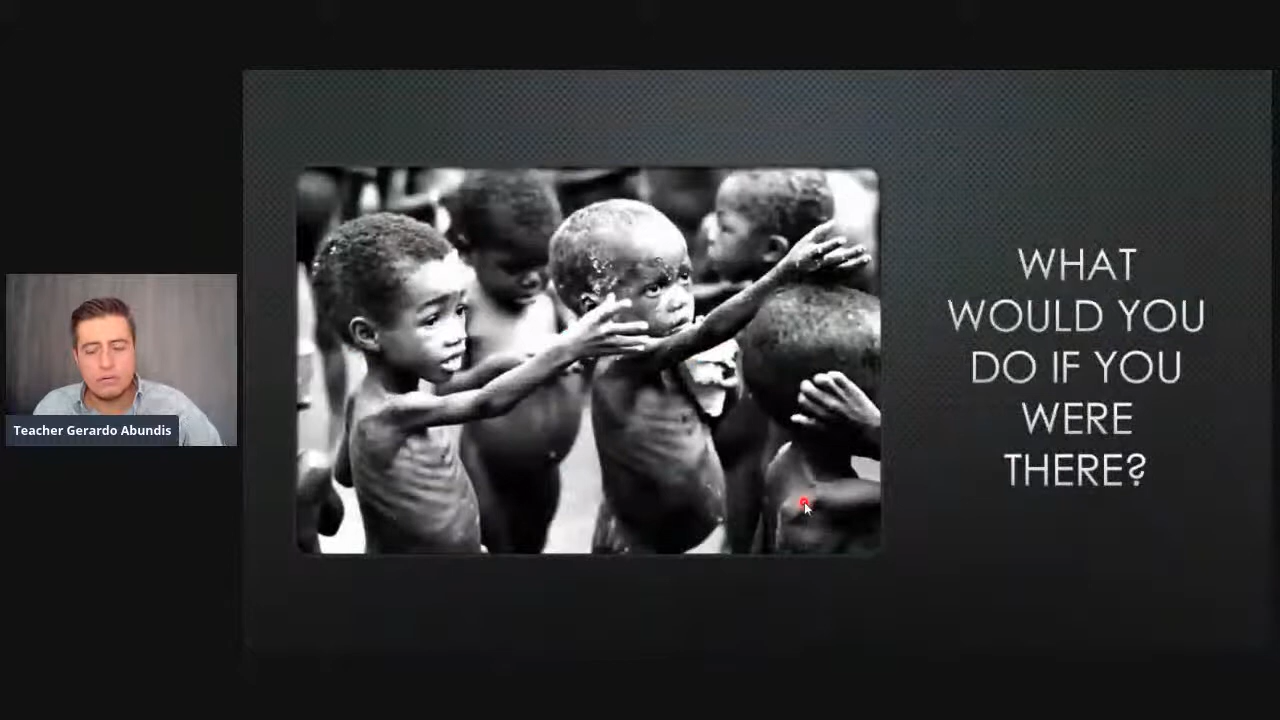 Teacher Gerardo Abundis
WHAT
WOULD YOU
DO IF YOU
WERE
THERE?